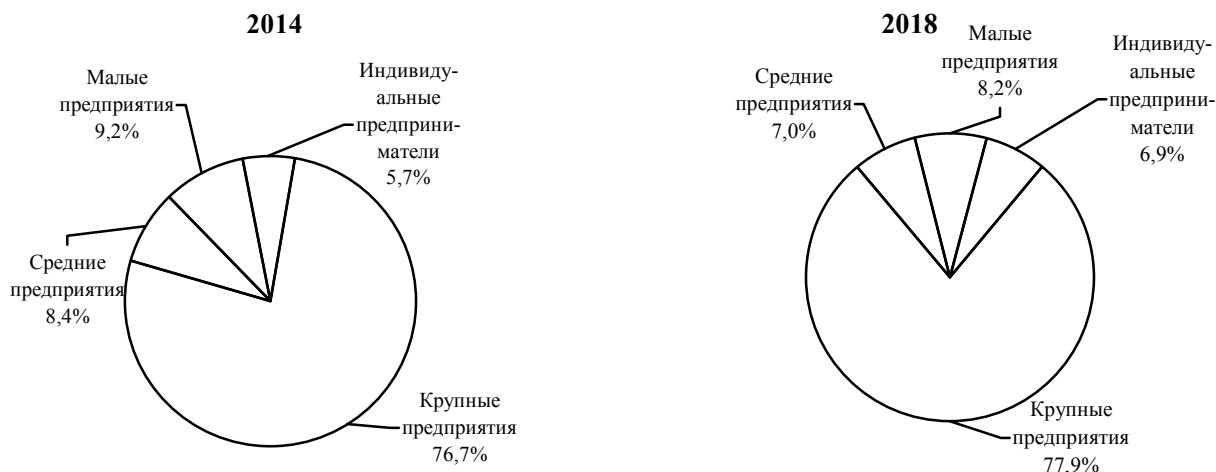 2014
Малые
предприятия
9,2%
Индивиду-
альные
предприни-
матели
5,7%
Средние
предприятия
8,4%
Крупные
предприятия
76,7%
2018
Средние
предприятия
7,0%
Малые
предприятия
8,2%
Индивиду-
альные
предприни-
матели
6,9%
Крупные
предприятия
77,9%